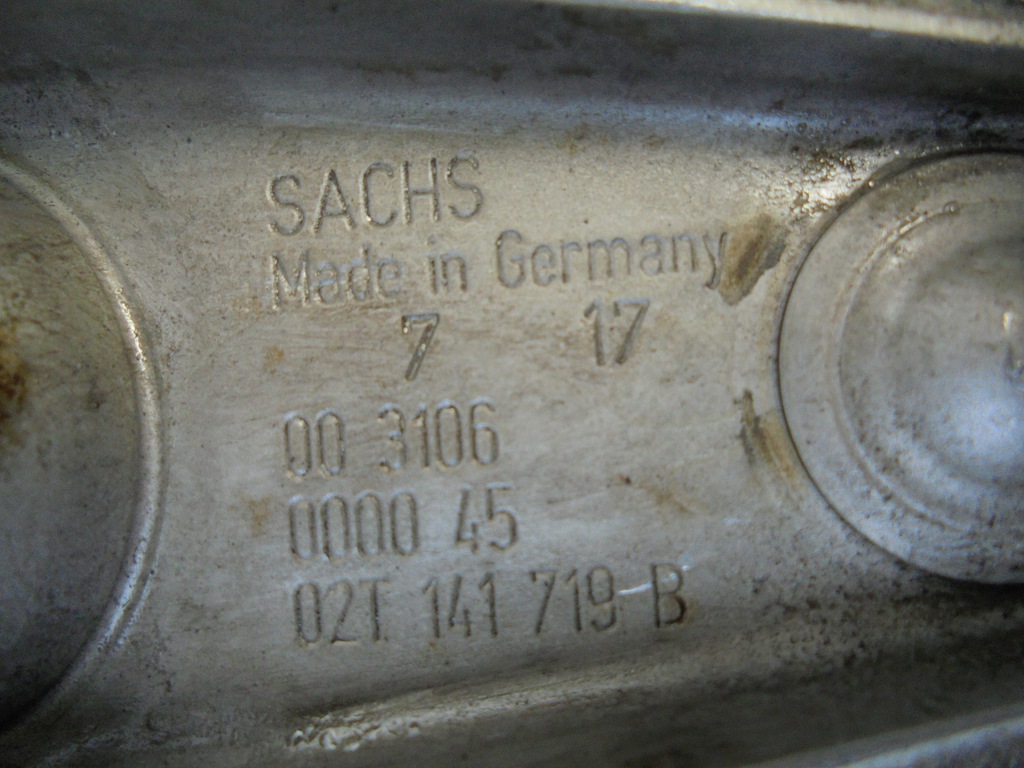 SACHS
Made in Germany
7 17
00 3106
0000 45
02T 141 719 B